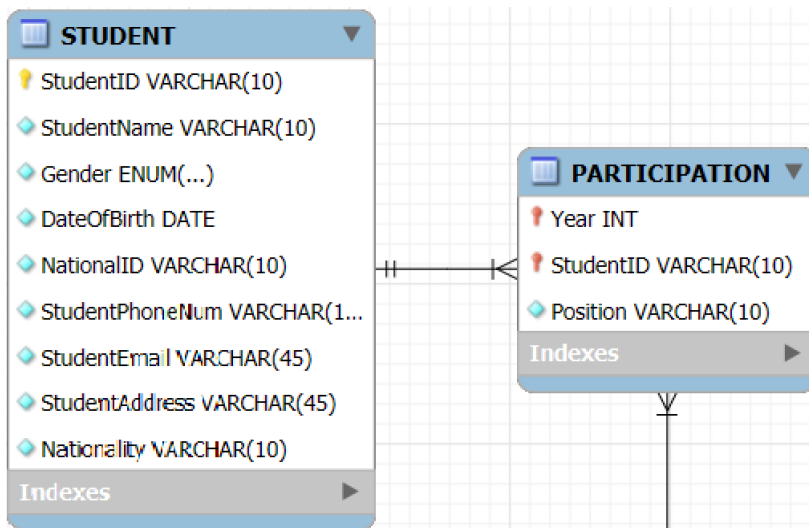 STUDENT
StudentID VARCHAR(10)
StudentName VARCHAR(10)
Gender ENUM(...)
DateOfBirth DATE
NationalID VARCHAR(10)
StudentPhoneNum VARCHAR(1...
StudentEmail VARCHAR(45)
StudentAddress VARCHAR(45)
Nationality VARCHAR(10)
Indexes
PARTICIPATION
Year INT
StudentID VARCHAR(10)
Position VARCHAR(10)
Indexes